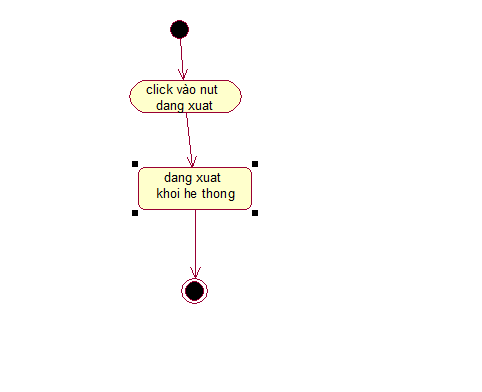 click vào nut
dang xuat
dang xuat
khoi he thong